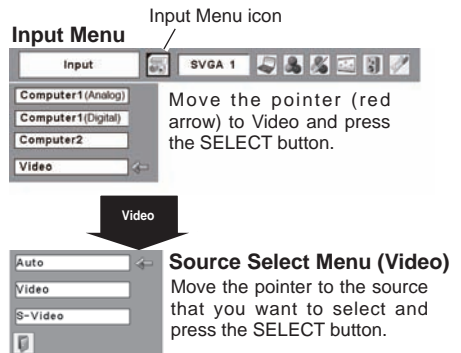 Input Menu icon
Input Menu
Input SVGA 1
Computer1(Analog)
Computer1(Digital)
Computer2
Video
Move the pointer (red
arrow) to Video and press
the SELECT button.
Video
Auto
Video
S-Video
Source Select Menu (Video)
Move the pointer to the source
that you want to select and
press the SELECT button.